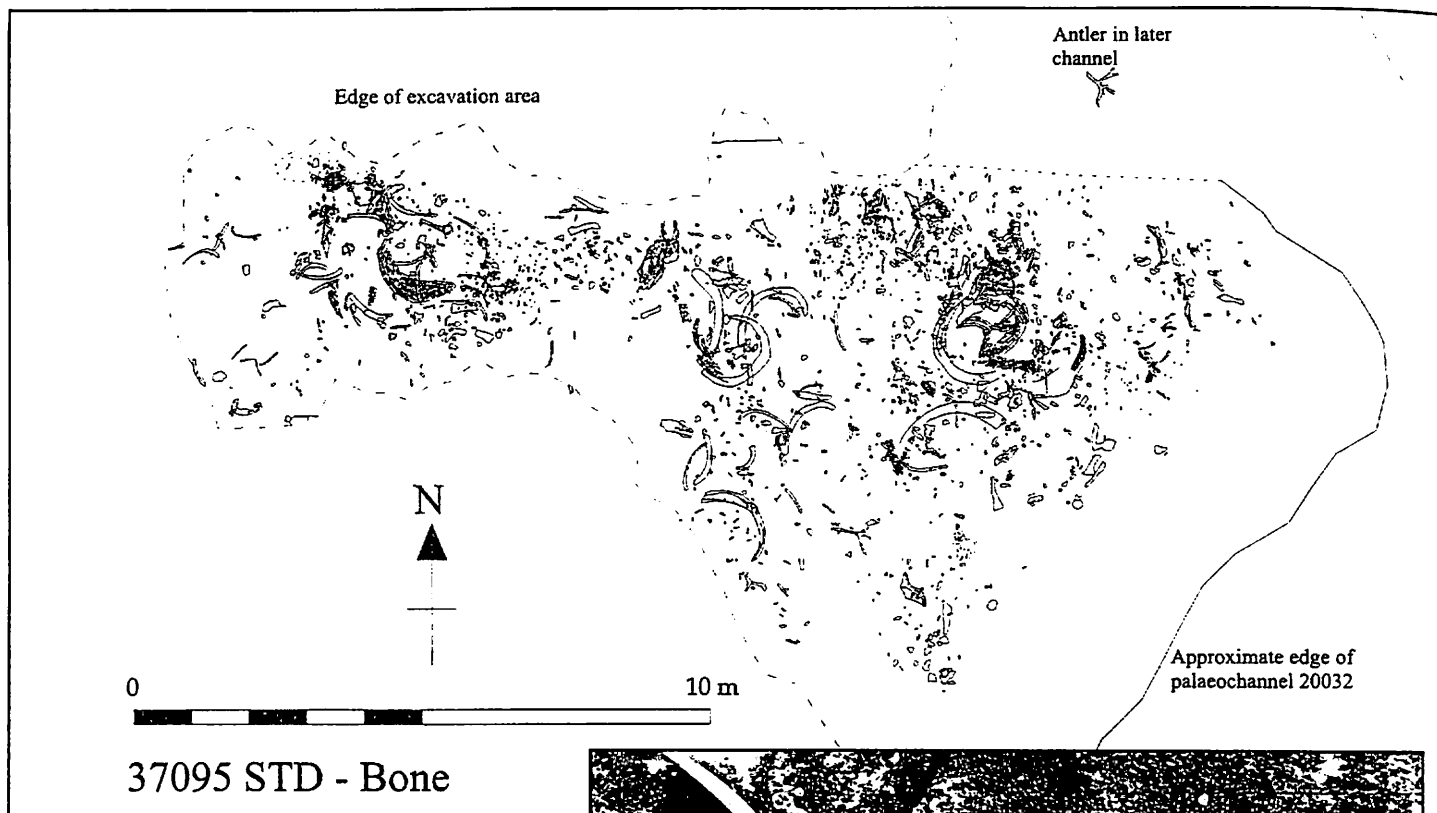 Antler in later
channel
Edge of excavation area
N
Approximate edge of
palaeochannel 20032
0 10 m
37095 STD - Bone